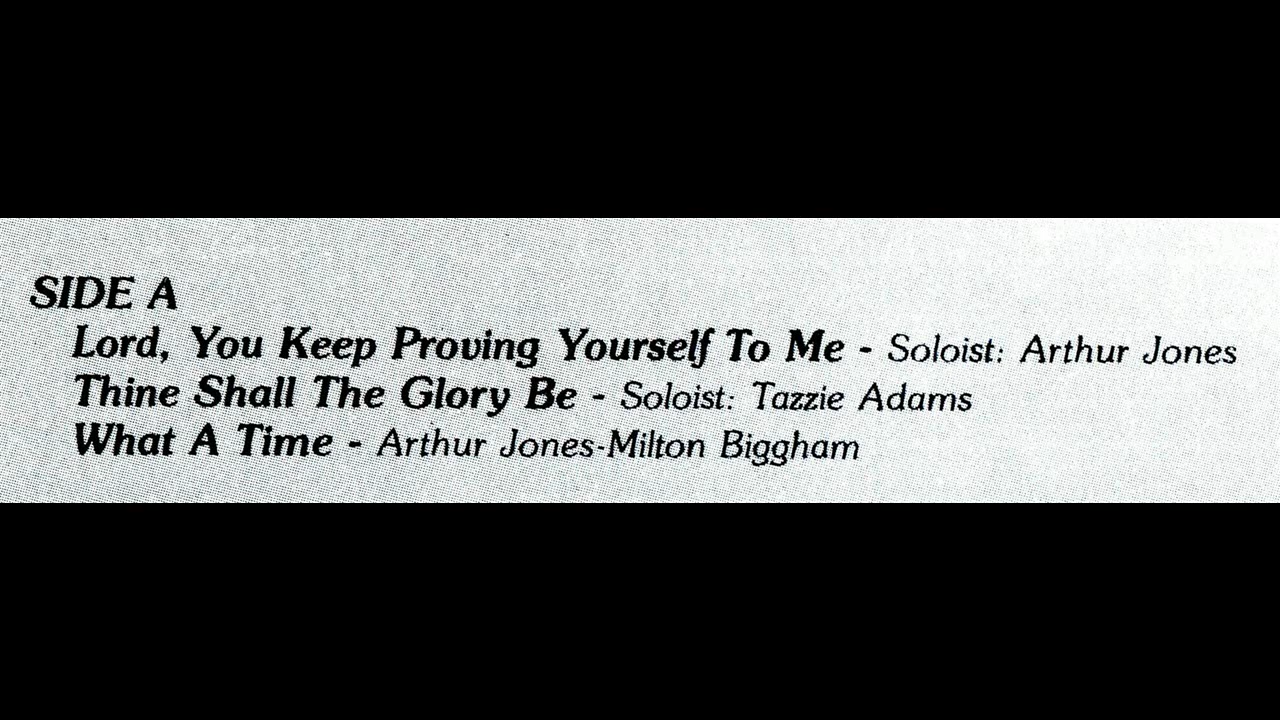 SIDE A
Lord, You Keep Proving Yourself To Me - Soloist: Arthur Jones
Thine Shall The Glory Be - Soloist: Tazzie Adams
What A Time - Arthur Jones-Milton Biggham